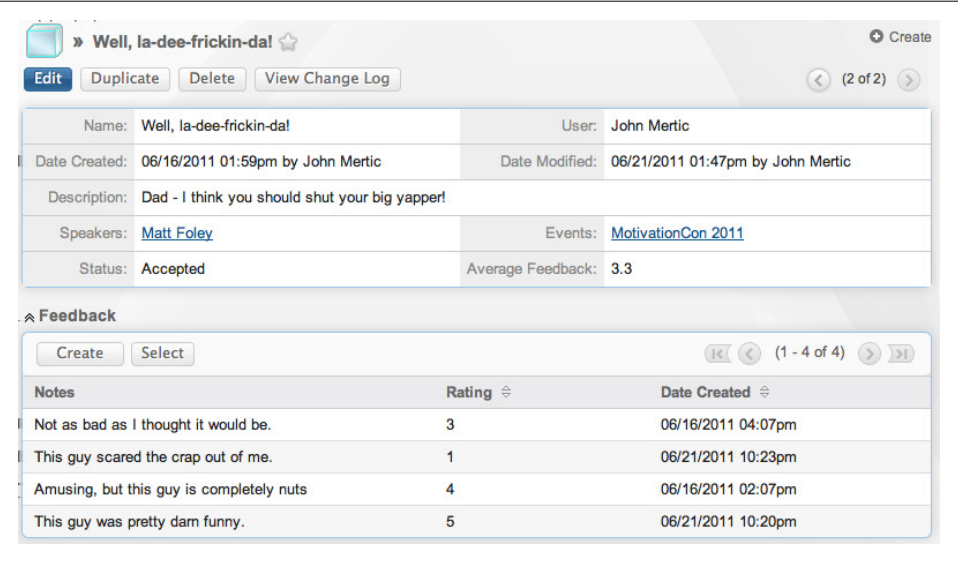 » Well, la-dee-frickin-da!
Create
Edit Duplicate Delete View Change Log (2 of 2)
Name: Well, la-dee-frickin-da! User: John Mertic
Date Created: 06/16/2011 01:59pm by John Mertic Date Modified: 06/21/2011 01:47pm by John Mertic
Description: Dad - I think you should shut your big yapper!
Speakers: Matt Foley Events: MotivationCon 2011
Status: Accepted Average Feedback: 3.3
Feedback
Create Select (1 - 4 of 4)
Notes Rating Date Created
Not as bad as I thought it would be. 3 06/16/2011 04:07pm
This guy scared the crap out of me. 1 06/21/2011 10:23pm
Amusing, but this guy is completely nuts 4 06/16/2011 02:07pm
This guy was pretty darn funny. 5 06/21/2011 10:20pm